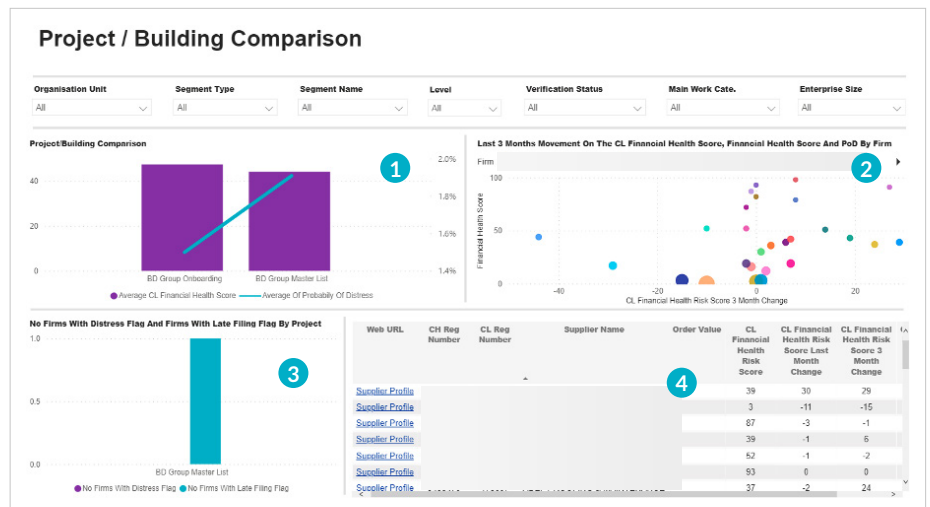 Project / Building Comparison
Organisation Unit Segment Type Segment Name Level Verification Status Main Work Cate. Enterprise Size
All All All All All All All
Project/Building Comparison
1
2.0%
40
1.8%
20
1.6%
0
1.4%
BD Group Onboarding BD Group Master List
Average CL Financial Health Score Average Of Probabily Of Distress
Last 3 Months Movement On The CL Financial Health Score, Financial Health Score And PoD By Firm
Firm
2
100
50
0
Financial Health Score
-40 -20 0 20
CL Financial Health Risk Score 3 Month Change
No Firms With Distress Flag And Firms With Late Filing Flag By Project
1.0
3
0.5
0.0
BD Group Master List
No Firms With Distress Flag No Firms With Late Filing Flag
Web URL CH Reg Number CL Reg Number Supplier Name Order Value CL Financial Health Risk Score CL Financial Health Risk Score Last Month Change CL Financial Health Risk Score 3 Month Change
4
Supplier Profile 39 30 29
Supplier Profile 3 -11 -15
Supplier Profile 87 -3 -1
Supplier Profile 39 -1 6
Supplier Profile 52 -1 -2
Supplier Profile 93 0 0
Supplier Profile 37 -2 24